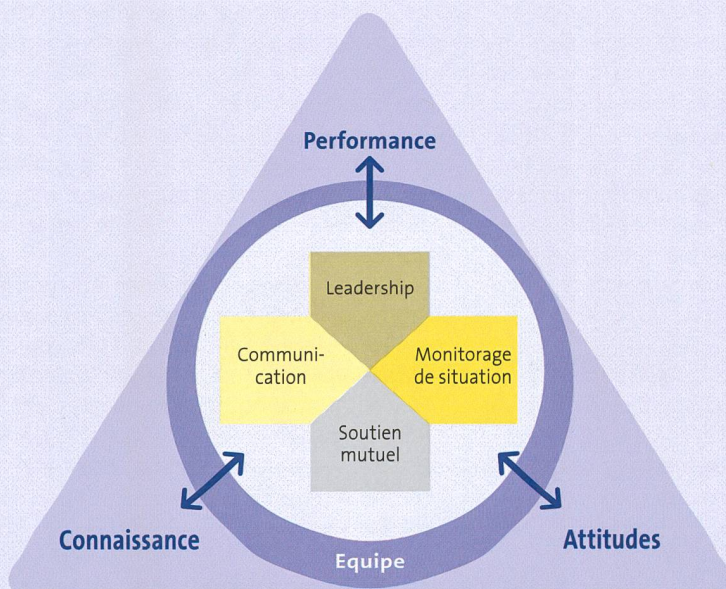 Performance
Leadership
Communi-
cation
Monitorage
de situation
Soutien
mutuel
Connaissance
Attitudes
Equipe